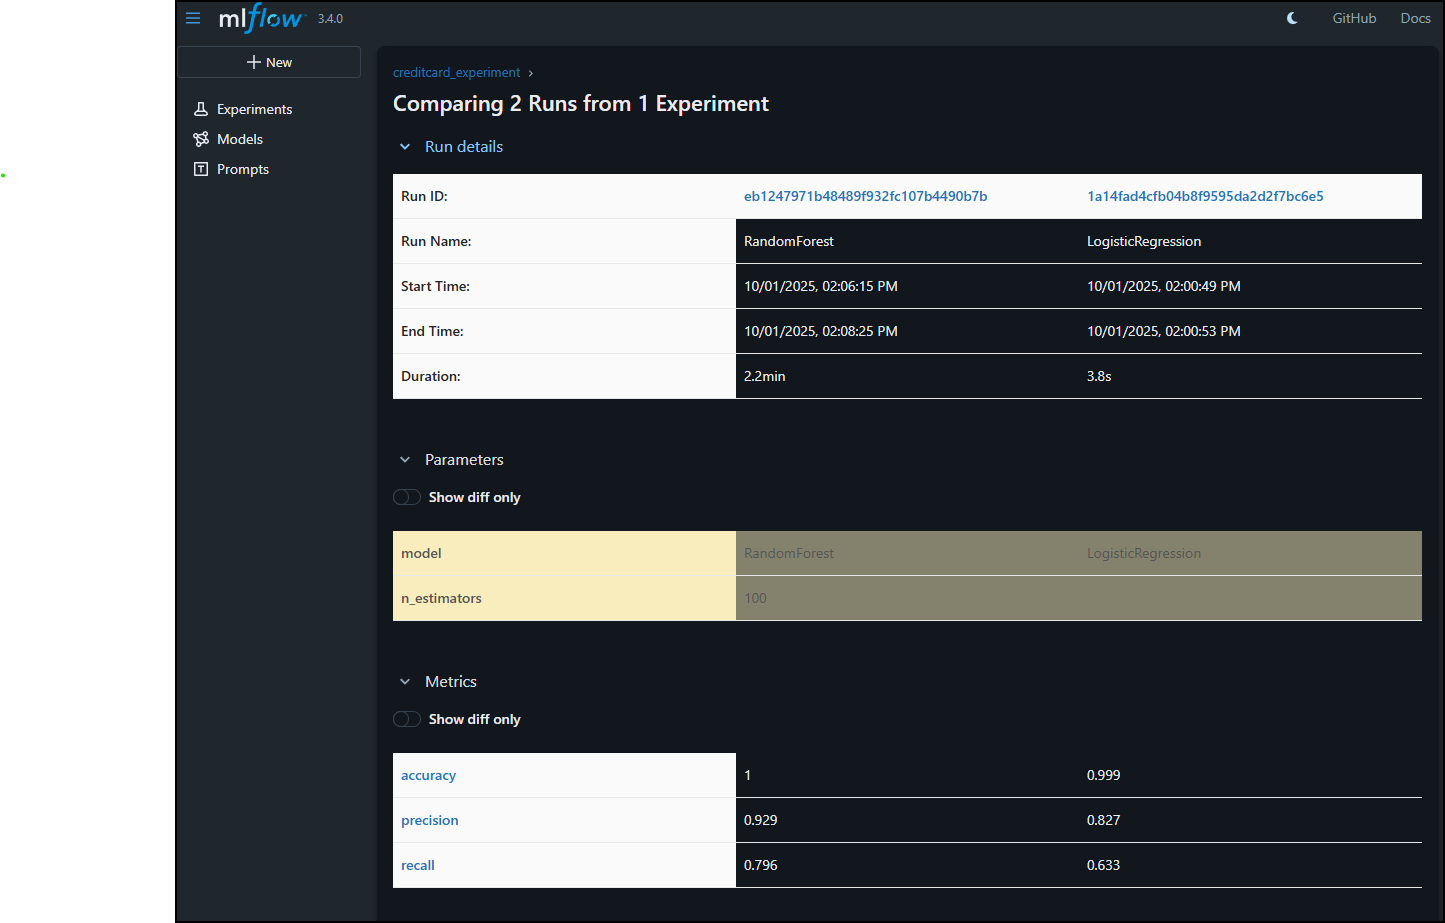 mlflow 3.4.0
GitHub Docs
New
Experiments
Models
Prompts
creditcard_experiment
Comparing 2 Runs from 1 Experiment
Run details
Run ID: eb1247971b48489f932fc107b4490b7b 1a14fad4cfb04b8f9595da2d2f7bc6e5
Run Name: RandomForest LogisticRegression
Start Time: 10/01/2025, 02:06:15 PM 10/01/2025, 02:00:49 PM
End Time: 10/01/2025, 02:08:25 PM 10/01/2025, 02:00:53 PM
Duration: 2.2min 3.8s
Parameters
Show diff only
model RandomForest LogisticRegression
n_estimators 100
Metrics
Show diff only
accuracy 1 0.999
precision 0.929 0.827
recall 0.796 0.633